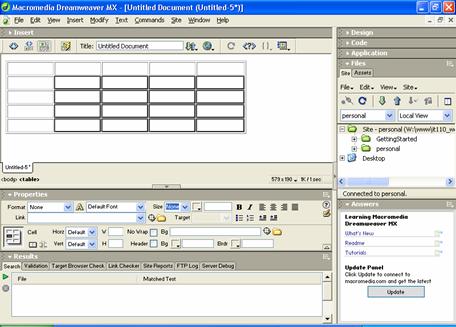 Macromedia Dreamweaver MX - [Untitled Document (Untitled-5*)]
File Edit View Insert Modify Text Commands Site Window Help
Insert
Title: Untitled Document
Untitled-5*
<body> <table>
579 x 190 1K / 1 sec
Properties
Format None Default Font Size None B I
Link Target
Cell Horz Default W No Wrap Bg
Vert Default H Header Bg Brdr
Results
Search Validation Target Browser Check Link Checker Site Reports FTP Log Server Debug
File Matched Text
Design
Code
Application
Files
Site Assets
File Edit View Site
personal Local View
Site - personal (W:\www\it110_w
GettingStarted
personal
Desktop
Connected to personal.
Answers
Learning Macromedia
Dreamweaver MX
What's New
Readme
Tutorials
Update Panel
Click Update to connect to
macromedia.com and get the latest
Update